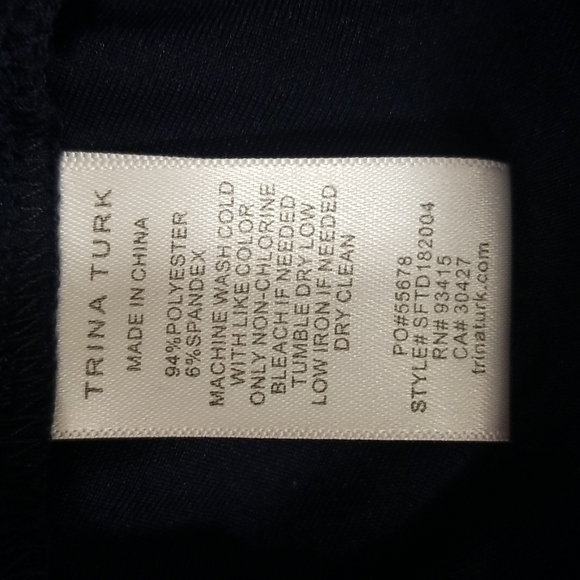 TRINA TURK
MADE IN CHINA
94%POLYESTER
6%SPANDEX
MACHINE WASH COLD
WITH LIKE COLOR
ONLY NON-CHLORINE
BLEACH IF NEEDED
TUMBLE DRY LOW
LOW IRON IF NEEDED
DRY CLEAN
PO#55678
STYLE# SFTD182004
RN# 93415
CA# 30427
trinaturk.com